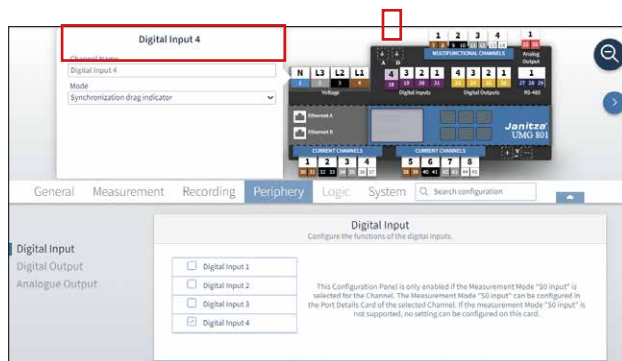 Digital Input 4
Channel Name
Digital Input 4
Mode
Synchronization drag indicator
1 2 3 4 1
MULTIFUNCTIONAL CHANNELS
Analog
Output
A B
N L3 L2 L1
4 3 2 1 4 3 2 1 1
Voltage
Digital Inputs
Digital Outputs
RS-485
Ethernet A
Ethernet B
Janitza
UMG 801
CURRENT CHANNELS CURRENT CHANNELS
1 2 3 4 5 6 7 8
General Measurement Recording Periphery Logic System Search configuration
Digital Input
Configure the functions of the digital inputs.
Digital Input
Digital Output
Analogue Output
Digital Input 1
Digital Input 2
Digital Input 3
Digital Input 4
This Configuration Panel is only enabled if the Measurement Mode "S0 input" is
selected for the Channel. The Measurement Mode "S0 input" can be configured in
the Port Details Card of the selected Channel. If the measurement Mode "S0 input" is
not supported, no setting can be configured on this card.